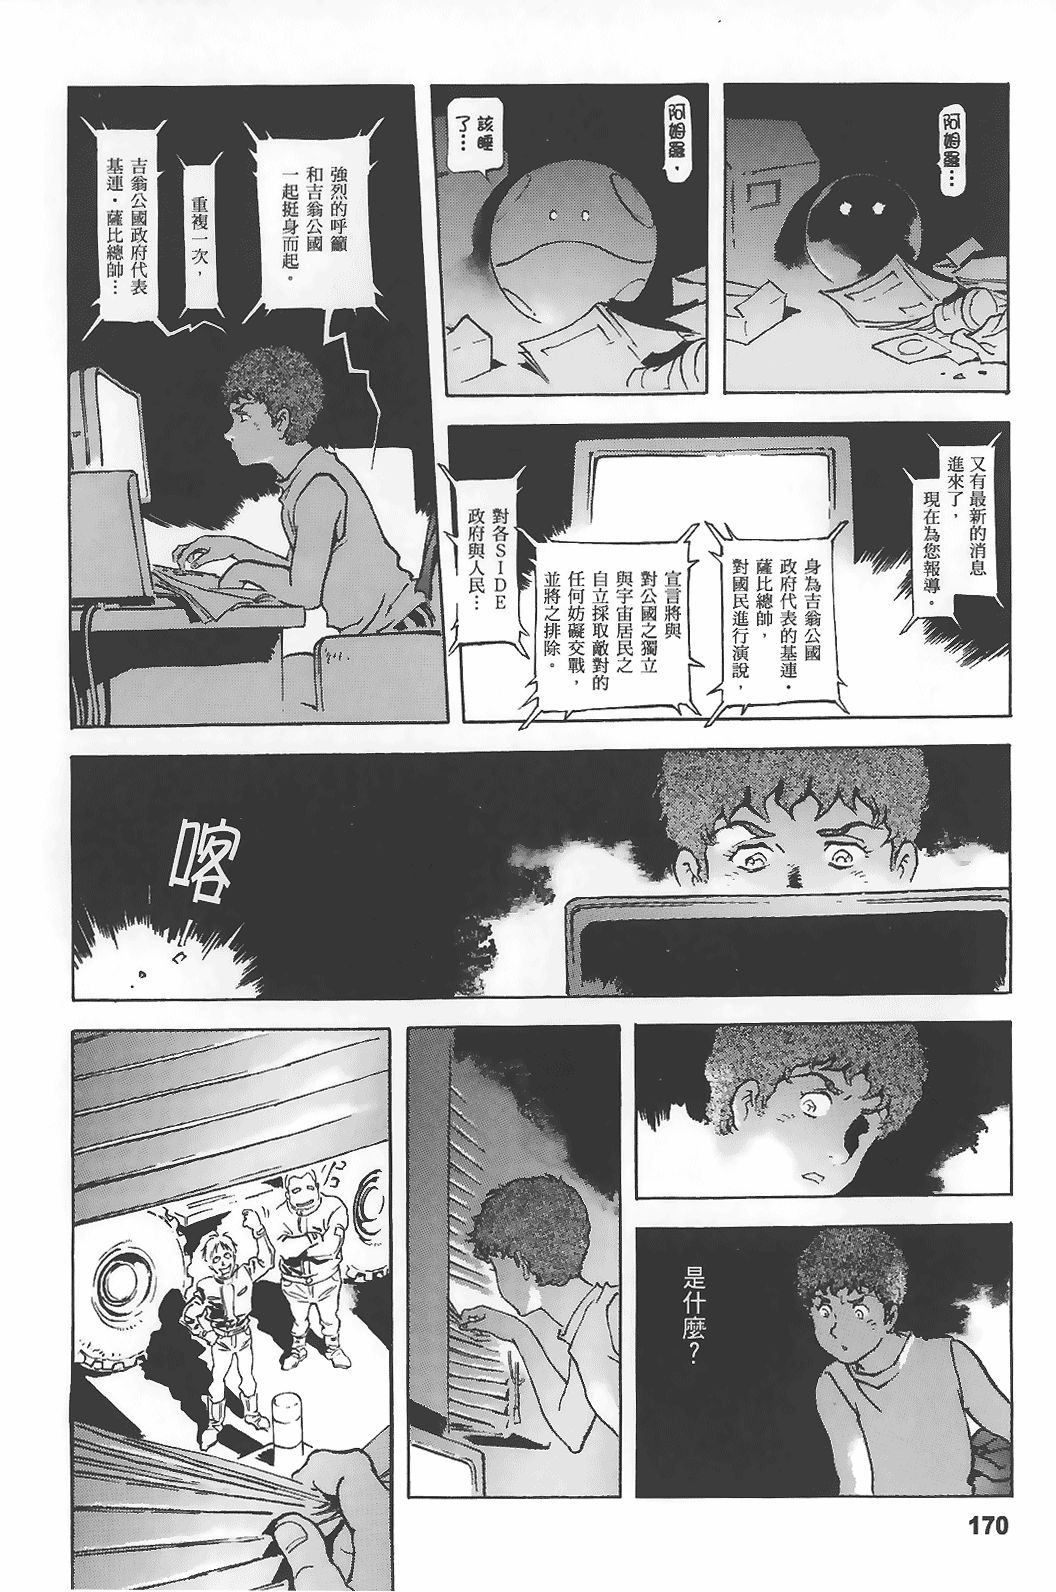 阿姆羅…
阿姆羅，
該睡
了…
又有最新的消息
進來了，
現在為您報導。
身為吉翁公國
政府代表的基連・
薩比總帥，
對國民進行演說，
宣言將與
對公國之獨立
與宇宙居民之
自立採取敵對的
任何妨礙交戰，
並將之排除。
對各SIDE
政府與人民…
強烈的呼籲
和吉翁公國
一起挺身而起。
重複一次，
吉翁公國政府代表
基連・薩比總帥…
喀
是什麼？
170